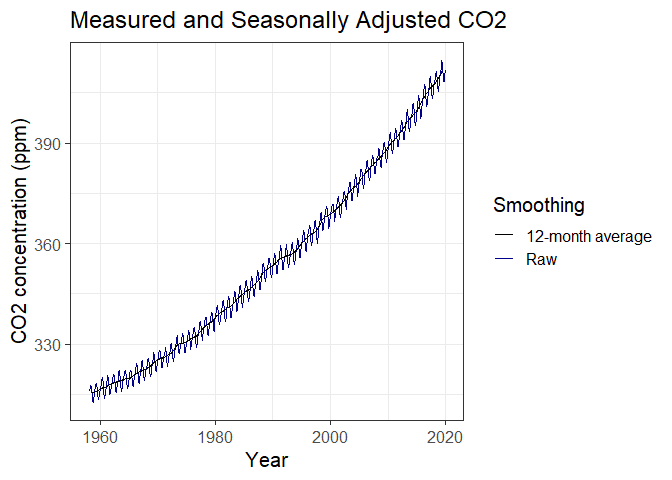 Measured and Seasonally Adjusted CO2
CO2 concentration (ppm)
390
360
330
1960 1980 2000 2020
Year
Smoothing
12-month average
Raw